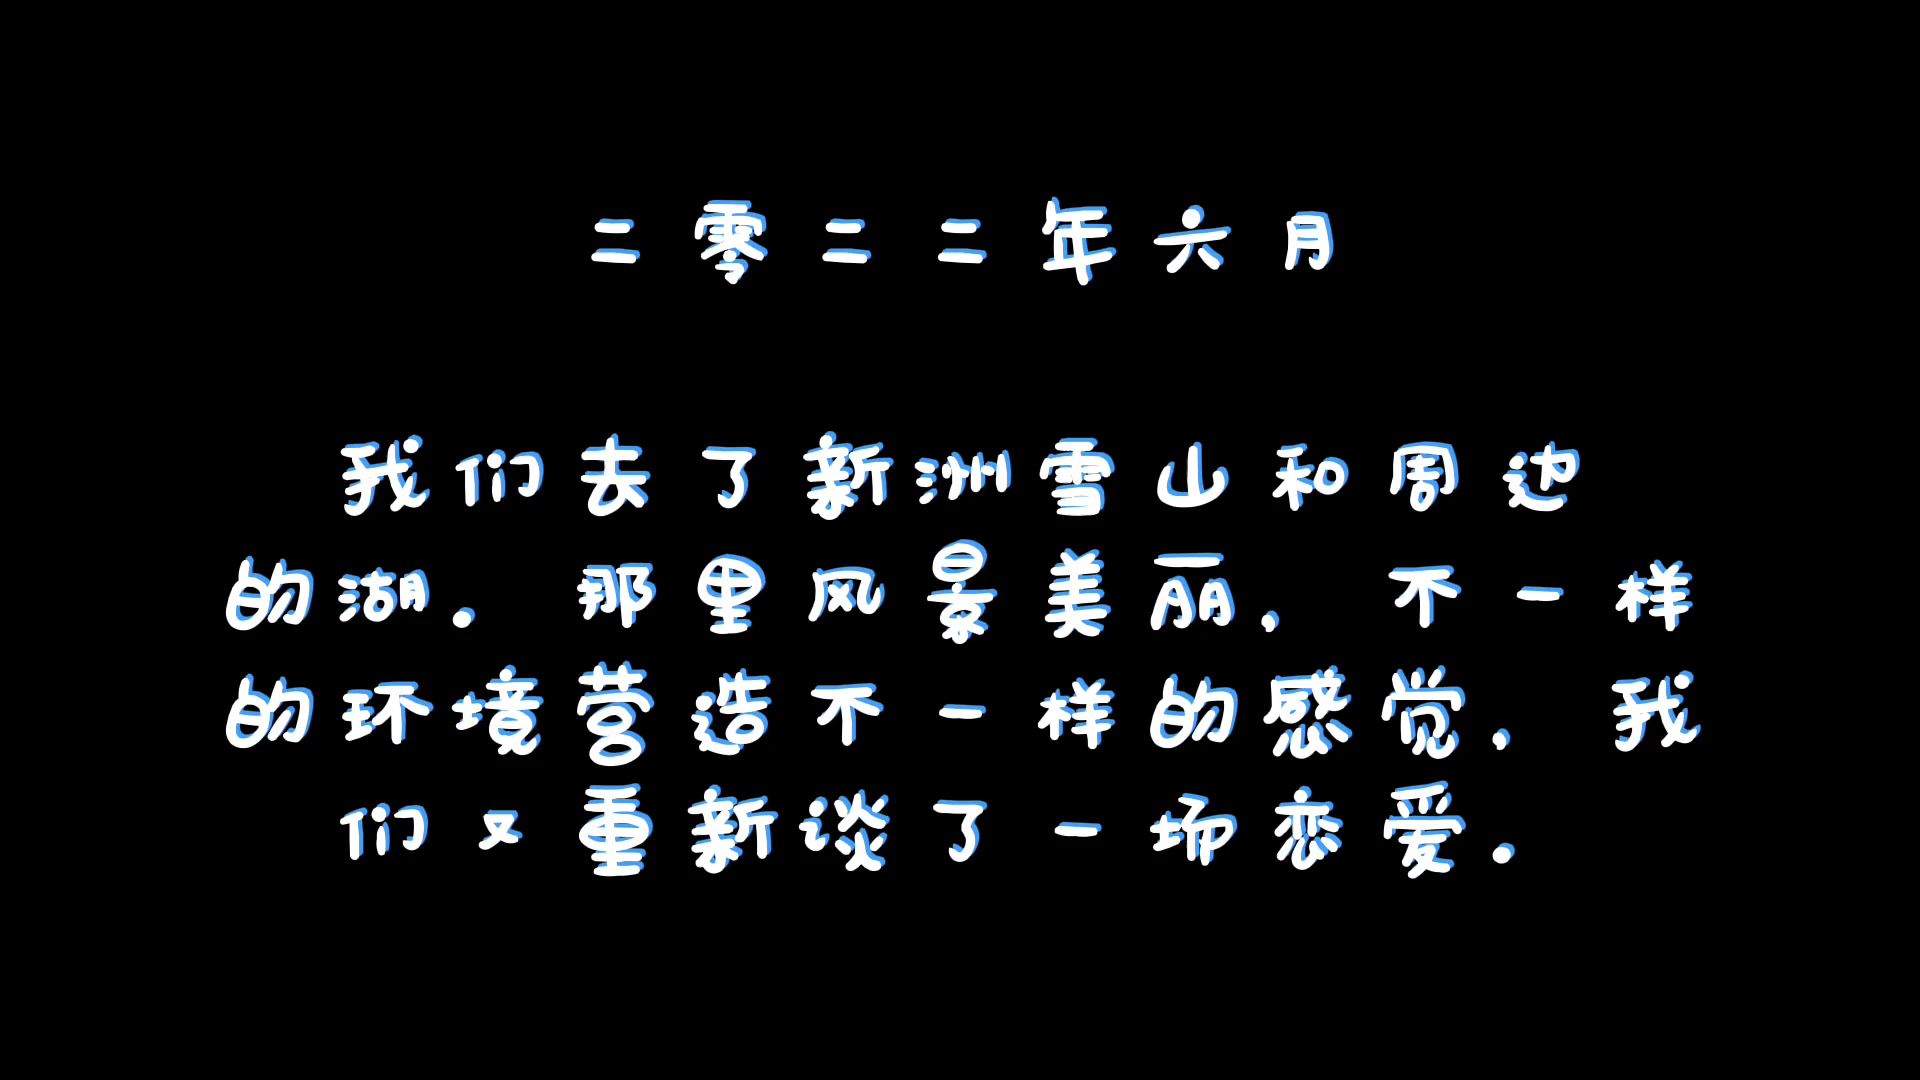 二零二二年六月
我们去了新洲雪山和周边
的湖。那里风景美丽，不一样
的环境营造不一样的感觉，我
们又重新谈了一场恋爱。